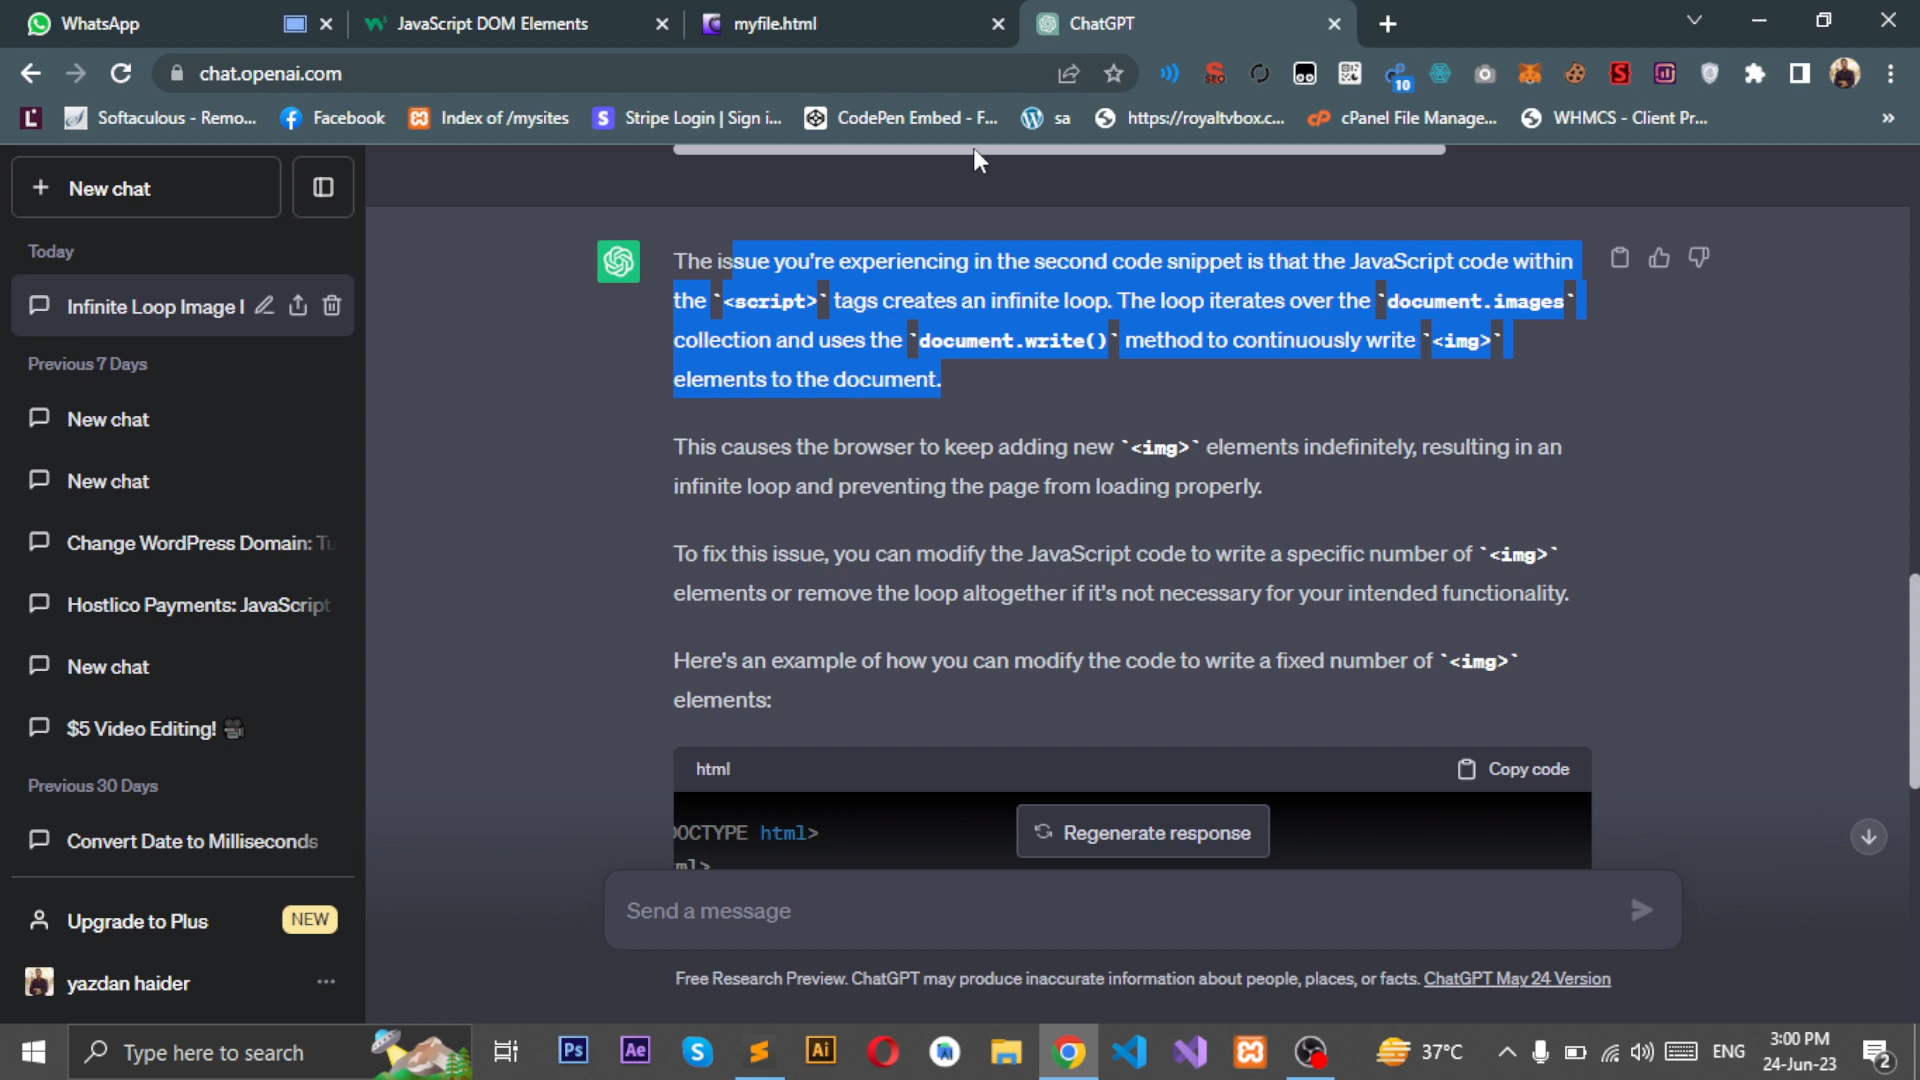 WhatsApp
JavaScript DOM Elements
myfile.html
ChatGPT
chat.openai.com
10
Softaculous - Remo...
Facebook
Index of /mysites
Stripe Login | Sign i...
CodePen Embed - F...
sa
https://royaltvbox.c...
cPanel File Manage...
WHMCS - Client Pr...
»
+ New chat
Today
Infinite Loop Image I
Previous 7 Days
New chat
New chat
Change WordPress Domain: Tu
Hostlico Payments: JavaScript
New chat
$5 Video Editing! 🎥
Previous 30 Days
Convert Date to Milliseconds
Upgrade to Plus
NEW
yazdan haider
...
The issue you're experiencing in the second code snippet is that the JavaScript code within
the `<script>` tags creates an infinite loop. The loop iterates over the `document.images`
collection and uses the `document.write()` method to continuously write `<img>`
elements to the document.
This causes the browser to keep adding new `<img>` elements indefinitely, resulting in an
infinite loop and preventing the page from loading properly.
To fix this issue, you can modify the JavaScript code to write a specific number of `<img>`
elements or remove the loop altogether if it's not necessary for your intended functionality.
Here's an example of how you can modify the code to write a fixed number of `<img>`
elements:
html
Copy code
OCTYPE html>
ml>
Regenerate response
Send a message
Free Research Preview. ChatGPT may produce inaccurate information about people, places, or facts. ChatGPT May 24 Version
Type here to search
Ps
Ae
Ai
37°C
ENG
3:00 PM
24-Jun-23
2